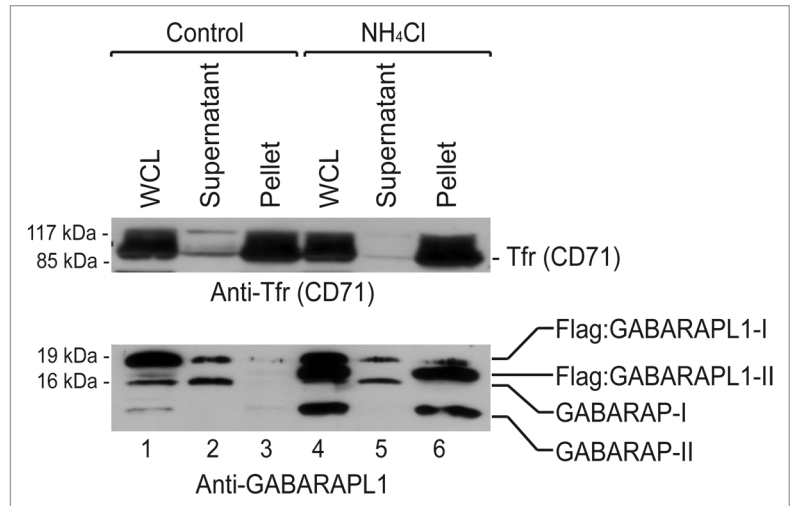 Control NH₄Cl
WCL Supernatant Pellet WCL Supernatant Pellet
117 kDa -
85 kDa -
- Tfr (CD71)
Anti-Tfr (CD71)
19 kDa -
16 kDa -
Flag:GABARAPL1-I
Flag:GABARAPL1-II
GABARAP-I
GABARAP-II
1 2 3 4 5 6
Anti-GABARAPL1